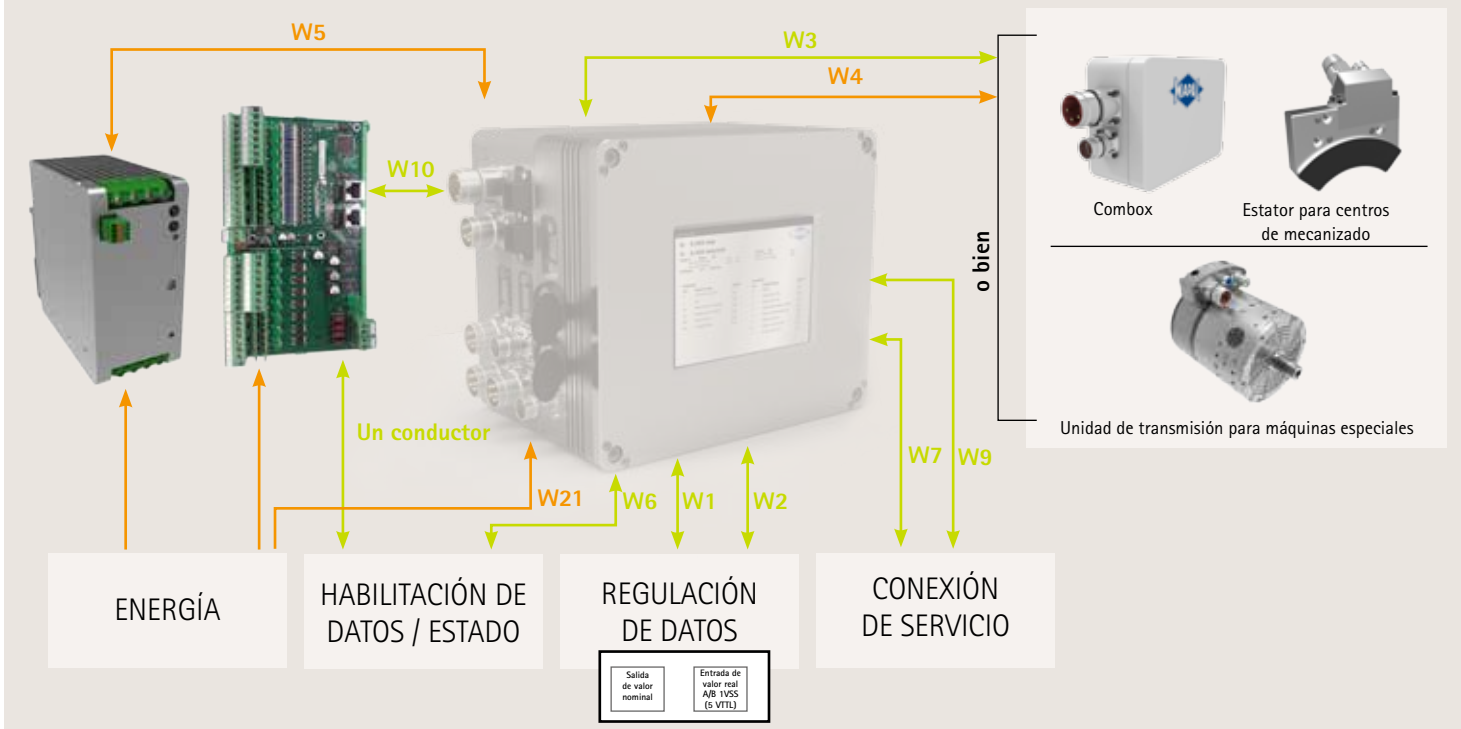 W5
W3
W4
W10
MAPAL
Combox
Estator para centros
de mecanizado
o bien
Unidad de transmisión para máquinas especiales
Un conductor
W21
W6
W1
W2
W7
W9
ENERGÍA
HABILITACIÓN DE
DATOS / ESTADO
REGULACIÓN
DE DATOS
CONEXIÓN
DE SERVICIO
Salida
de valor
nominal
Entrada de
valor real
A/B 1VSS
(5 VTTL)